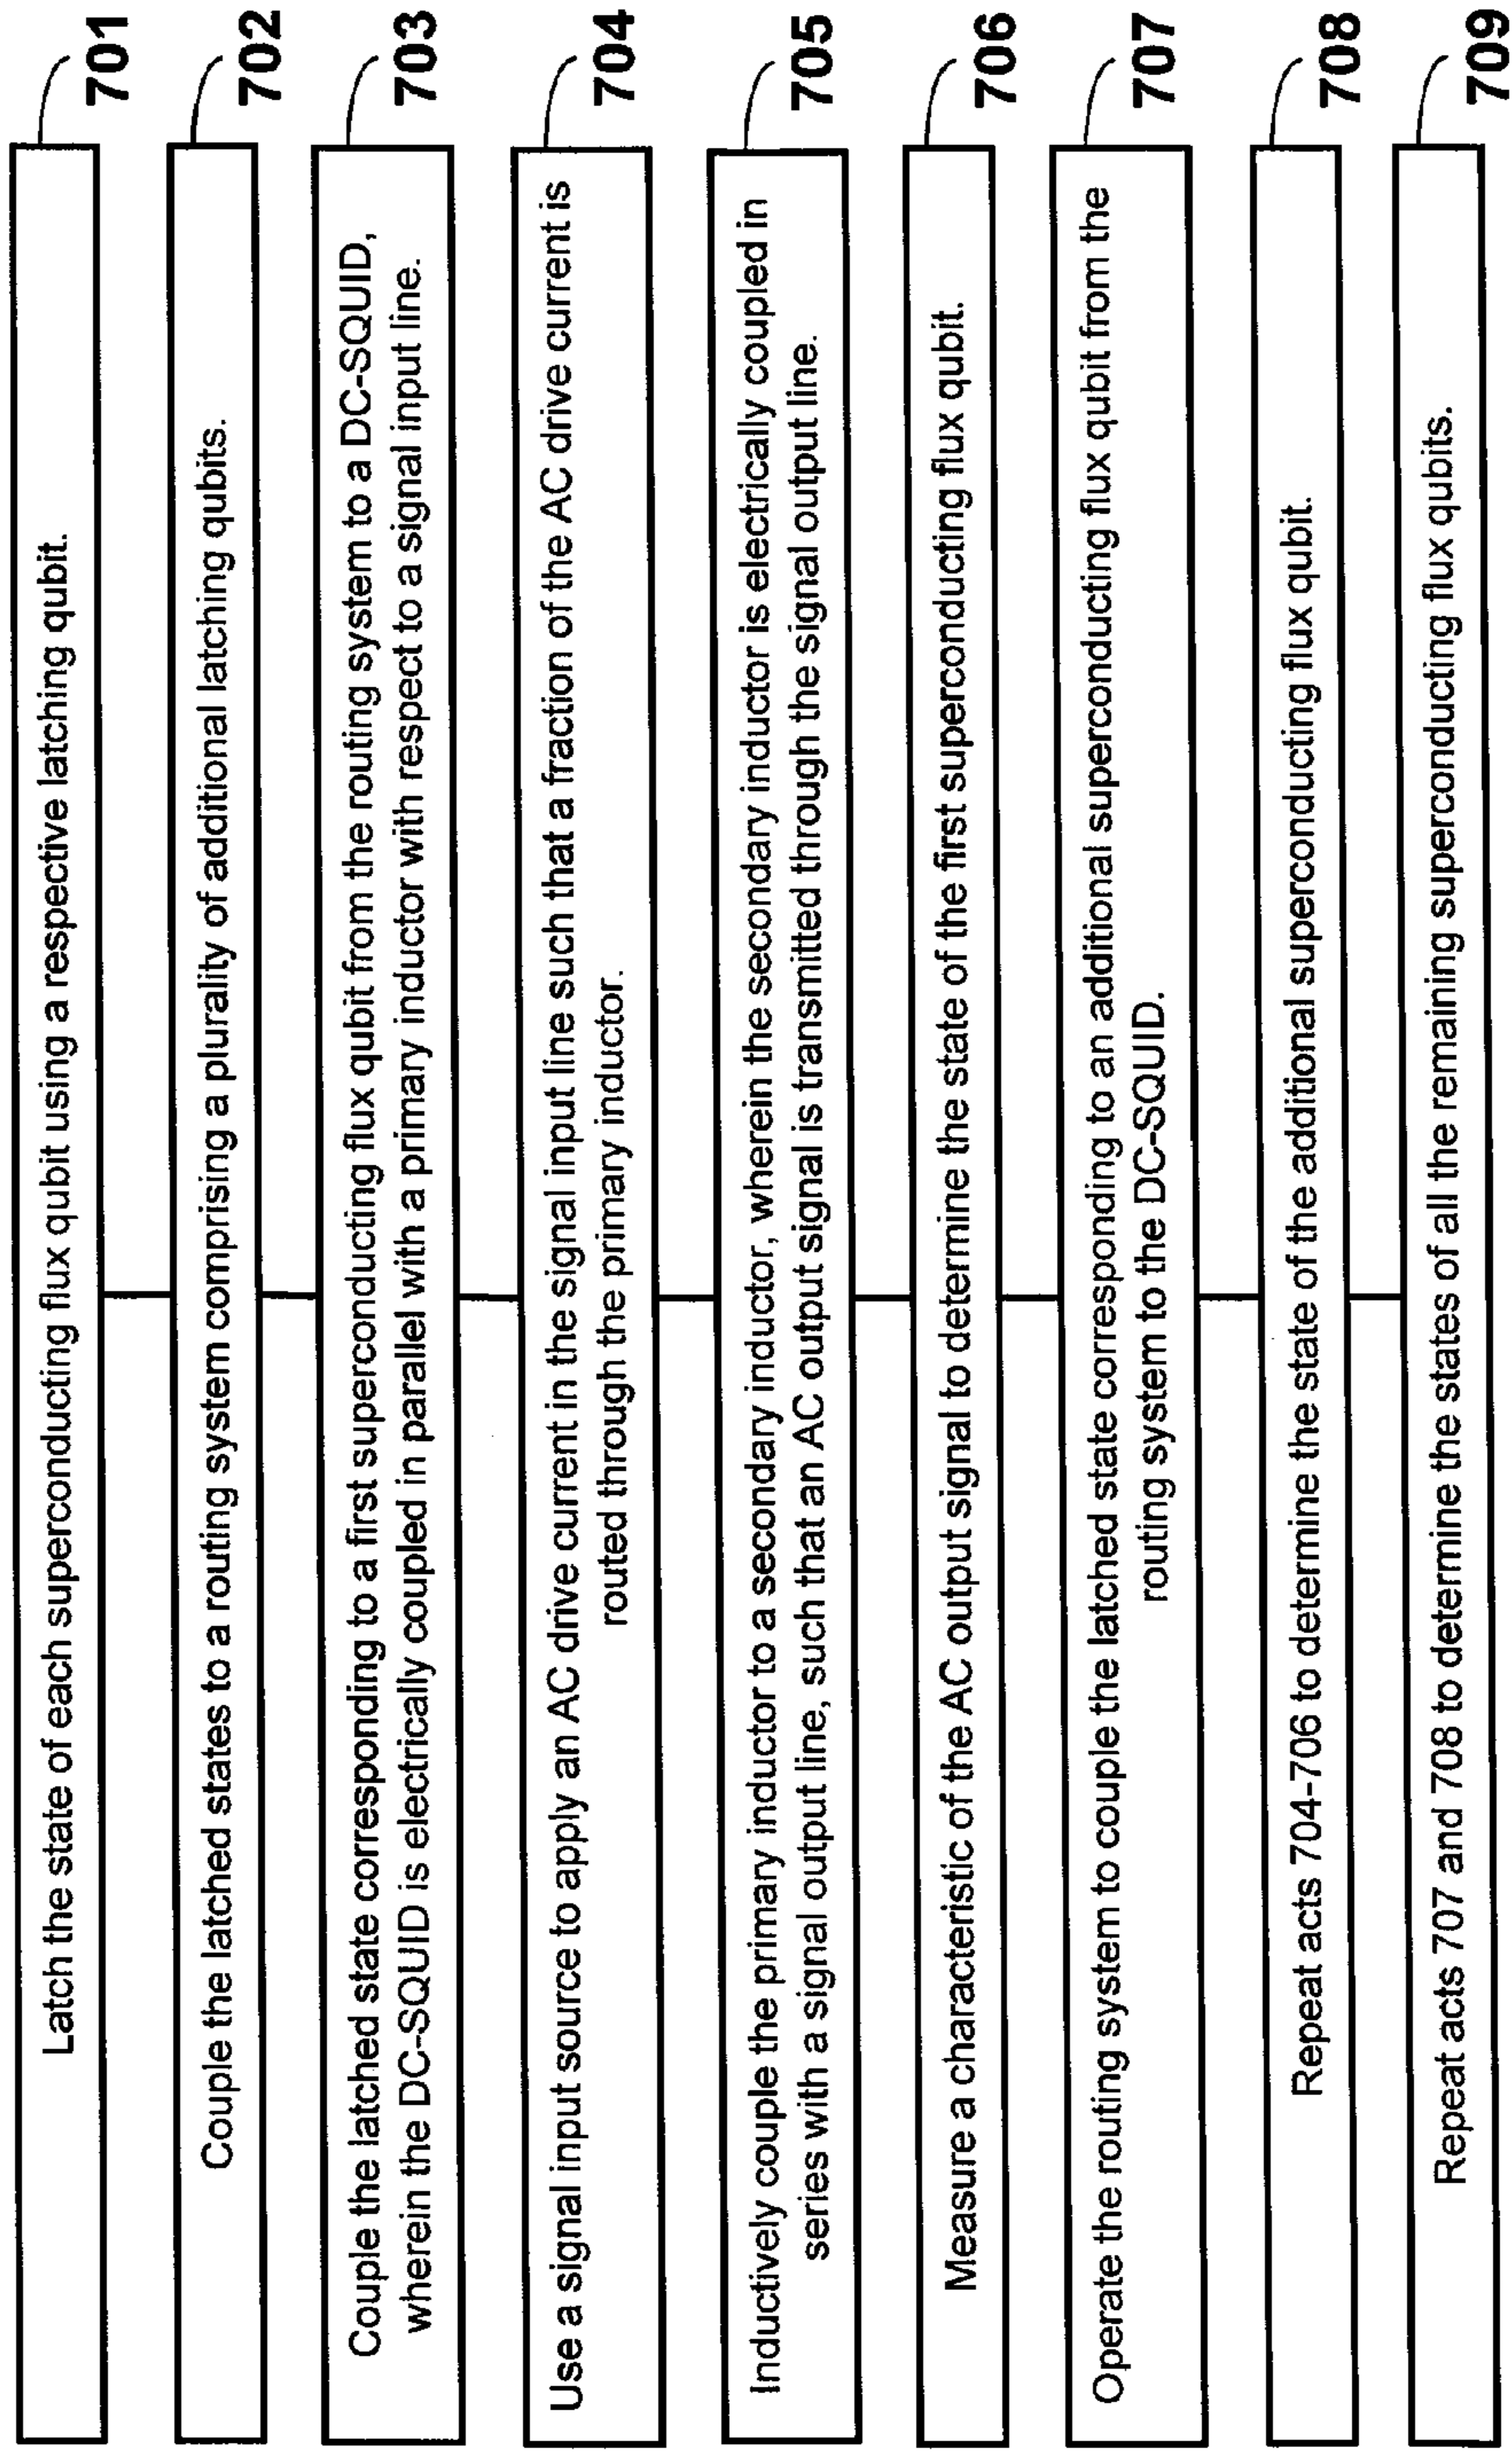 Latch the state of each superconducting flux qubit using a respective latching qubit.
701
Couple the latched states to a routing system comprising a plurality of additional latching qubits.
702
Couple the latched state corresponding to a first superconducting flux qubit from the routing system to a DC-SQUID,
wherein the DC-SQUID is electrically coupled in parallel with a primary inductor with respect to a signal input line.
703
Use a signal input source to apply an AC drive current in the signal input line such that a fraction of the AC drive current is
routed through the primary inductor.
704
Inductively couple the primary inductor to a secondary inductor, wherein the secondary inductor is electrically coupled in
series with a signal output line, such that an AC output signal is transmitted through the signal output line.
705
Measure a characteristic of the AC output signal to determine the state of the first superconducting flux qubit.
706
Operate the routing system to couple the latched state corresponding to an additional superconducting flux qubit from the
routing system to the DC-SQUID.
707
Repeat acts 704-706 to determine the state of the additional superconducting flux qubit.
708
Repeat acts 707 and 708 to determine the states of all the remaining superconducting flux qubits.
709